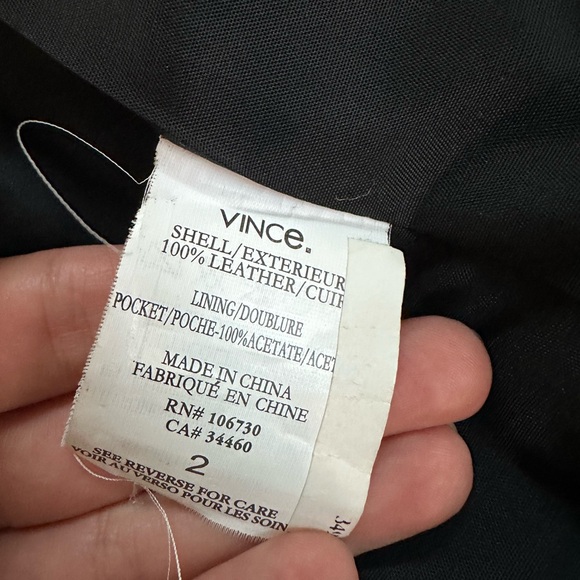 VINCe.
SHELL/EXTERIEUR
100% LEATHER/CUIR
LINING/DOUBLURE
POCKET/POCHE-100%ACETATE/ACET
MADE IN CHINA
FABRIQUÉ EN CHINE
RN# 106730
CA# 34460
2
SEE REVERSE FOR CARE
VOIR AU VERSO POUR LES SOIN